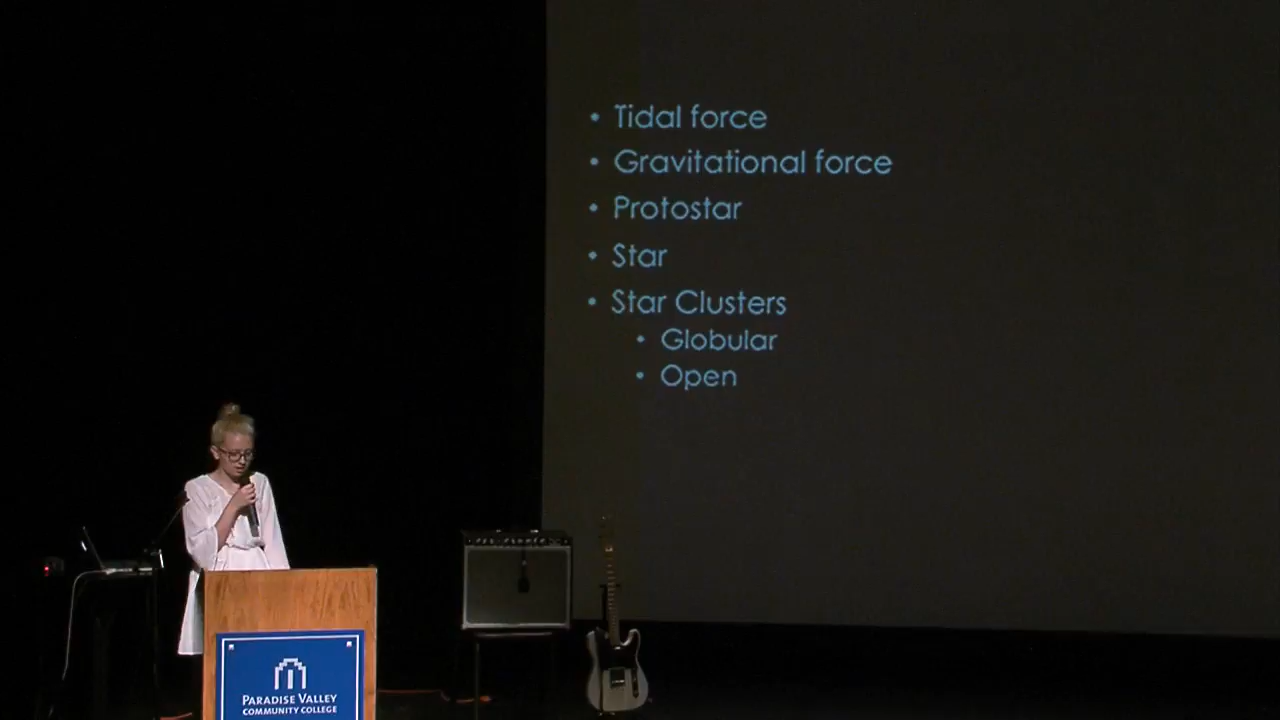 • Tidal force
• Gravitational force
• Protostar
• Star
• Star Clusters
• Globular
• Open
PARADISE VALLEY
COMMUNITY COLLEGE